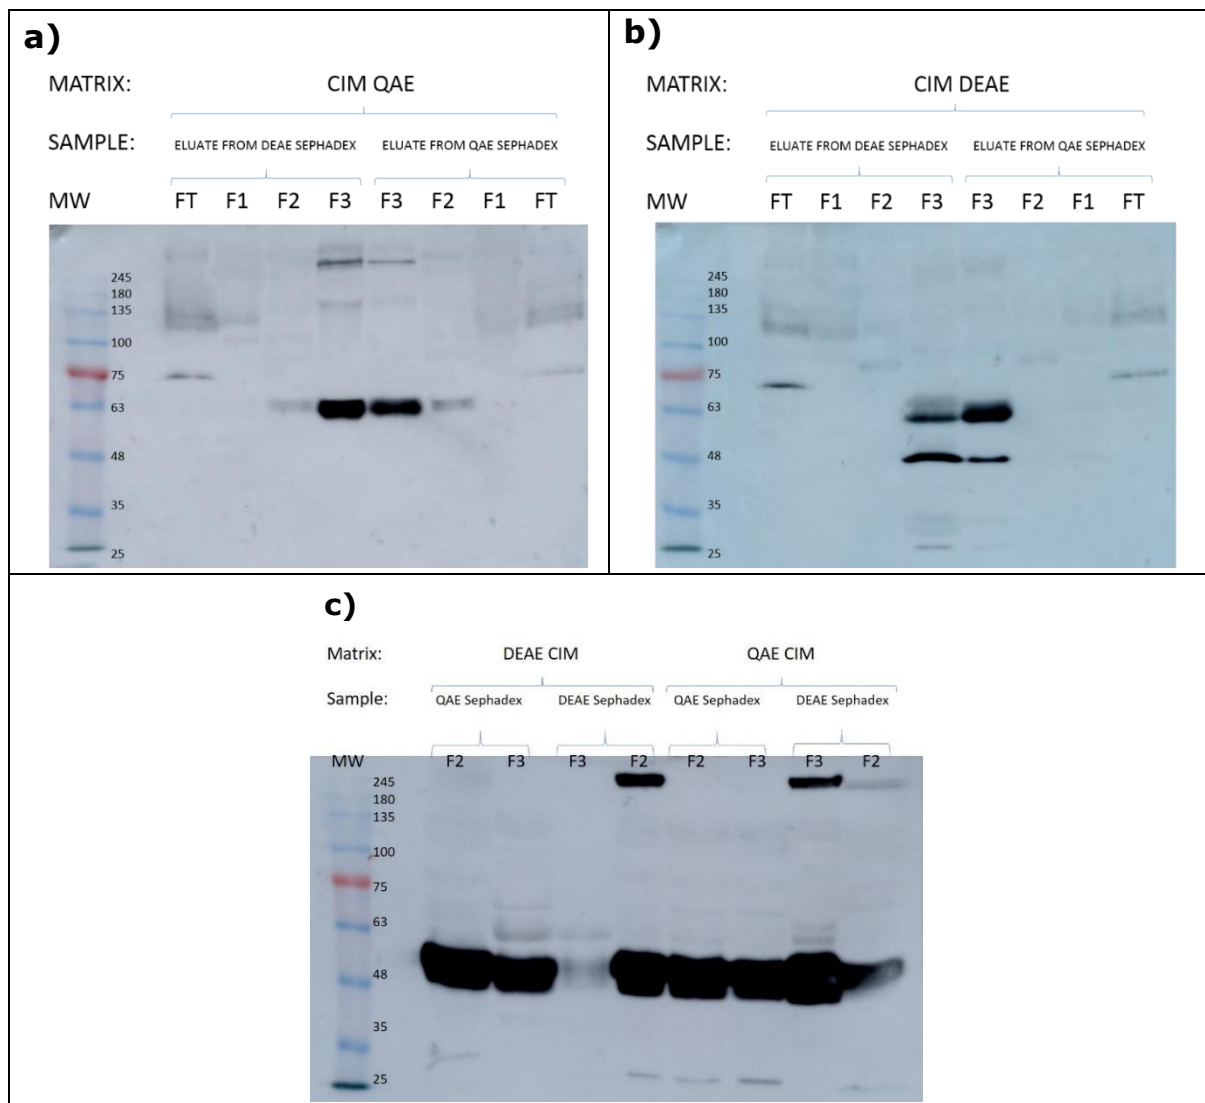 a)
MATRIX: CIM QAE
SAMPLE: ELUATE FROM DEAE SEPHADEX ELUATE FROM QAE SEPHADEX
MW FT F1 F2 F3 F3 F2 F1 FT
245
180
135
100
75
63
48
35
25
b)
MATRIX: CIM DEAE
SAMPLE: ELUATE FROM DEAE SEPHADEX ELUATE FROM QAE SEPHADEX
MW FT F1 F2 F3 F3 F2 F1 FT
245
180
135
100
75
63
48
35
25
c)
Matrix: DEAE CIM QAE CIM
Sample: QAE Sephadex DEAE Sephadex QAE Sephadex DEAE Sephadex
MW F2 F3 F3 F2 F2 F3 F3 F2
245
180
135
100
75
63
48
35
25